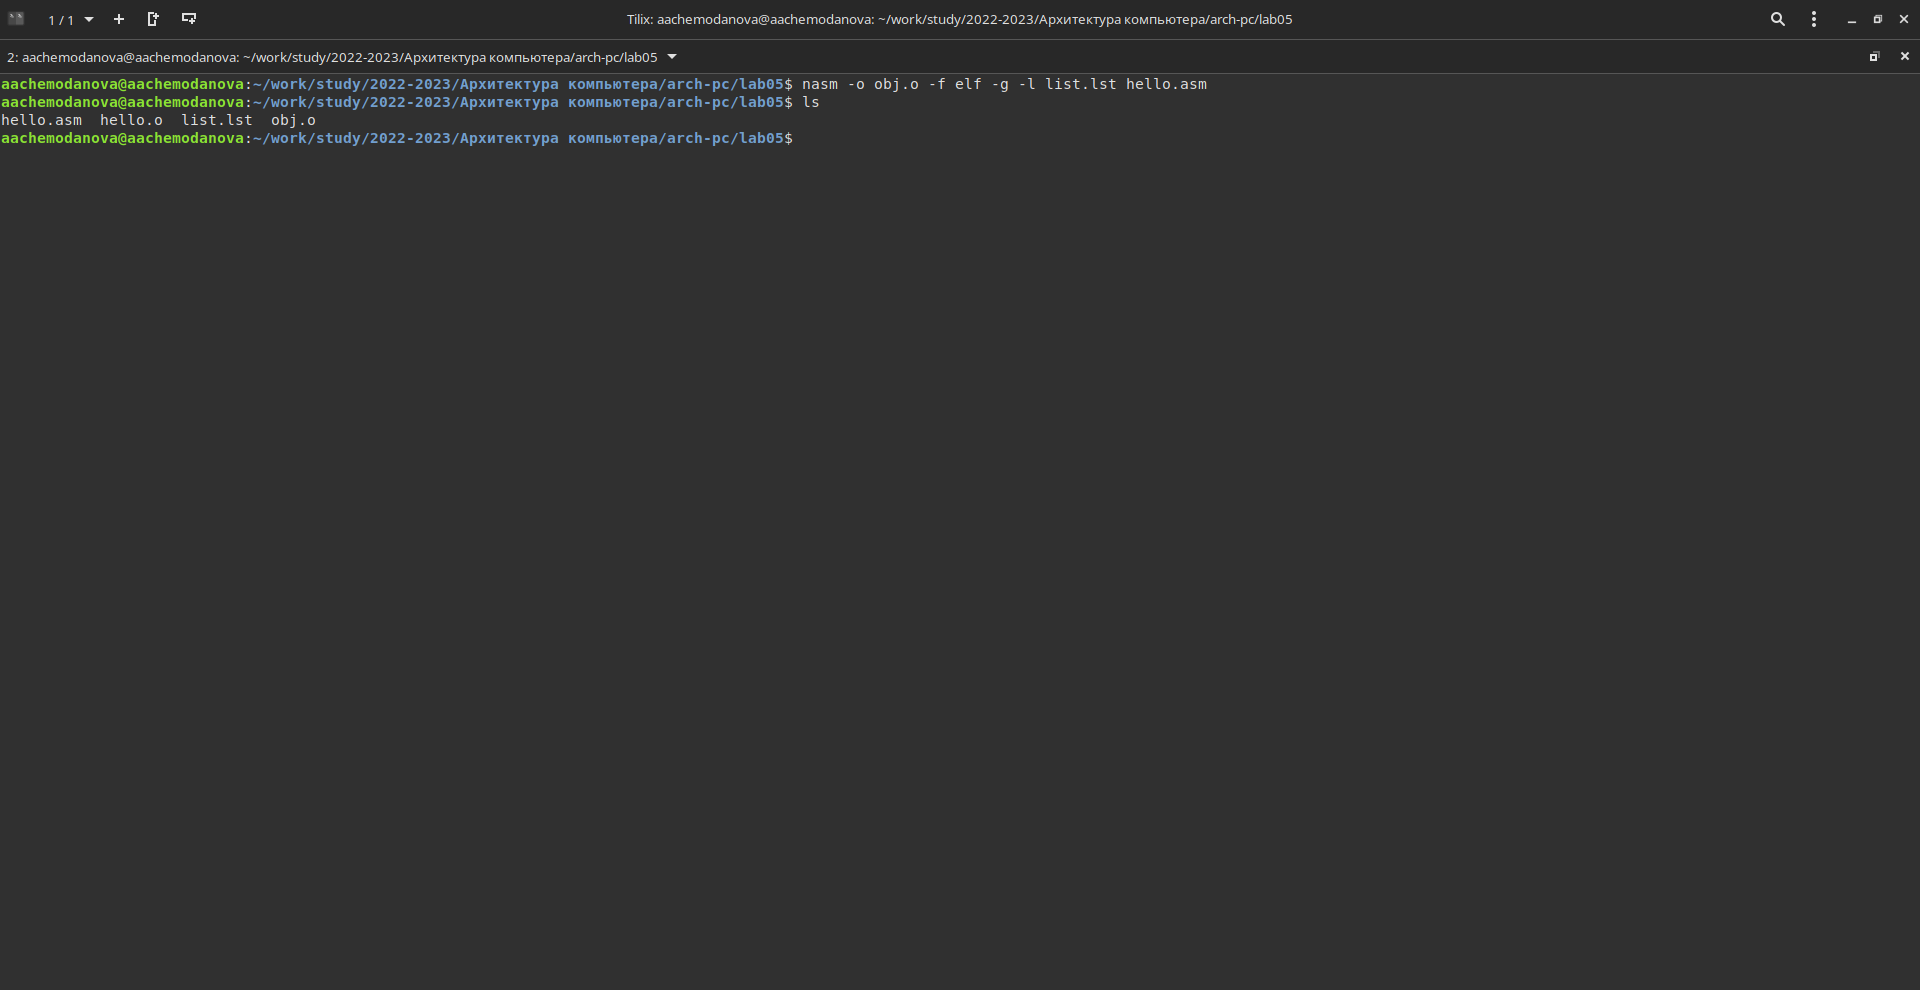 1 / 1
Tilix: aachemodanova@aachemodanova: ~/work/study/2022-2023/Архитектура компьютера/arch-pc/lab05
2: aachemodanova@aachemodanova: ~/work/study/2022-2023/Архитектура компьютера/arch-pc/lab05
aachemodanova@aachemodanova:~/work/study/2022-2023/Архитектура компьютера/arch-pc/lab05$ nasm -o obj.o -f elf -g -l list.lst hello.asm
aachemodanova@aachemodanova:~/work/study/2022-2023/Архитектура компьютера/arch-pc/lab05$ ls
hello.asm  hello.o  list.lst  obj.o
aachemodanova@aachemodanova:~/work/study/2022-2023/Архитектура компьютера/arch-pc/lab05$